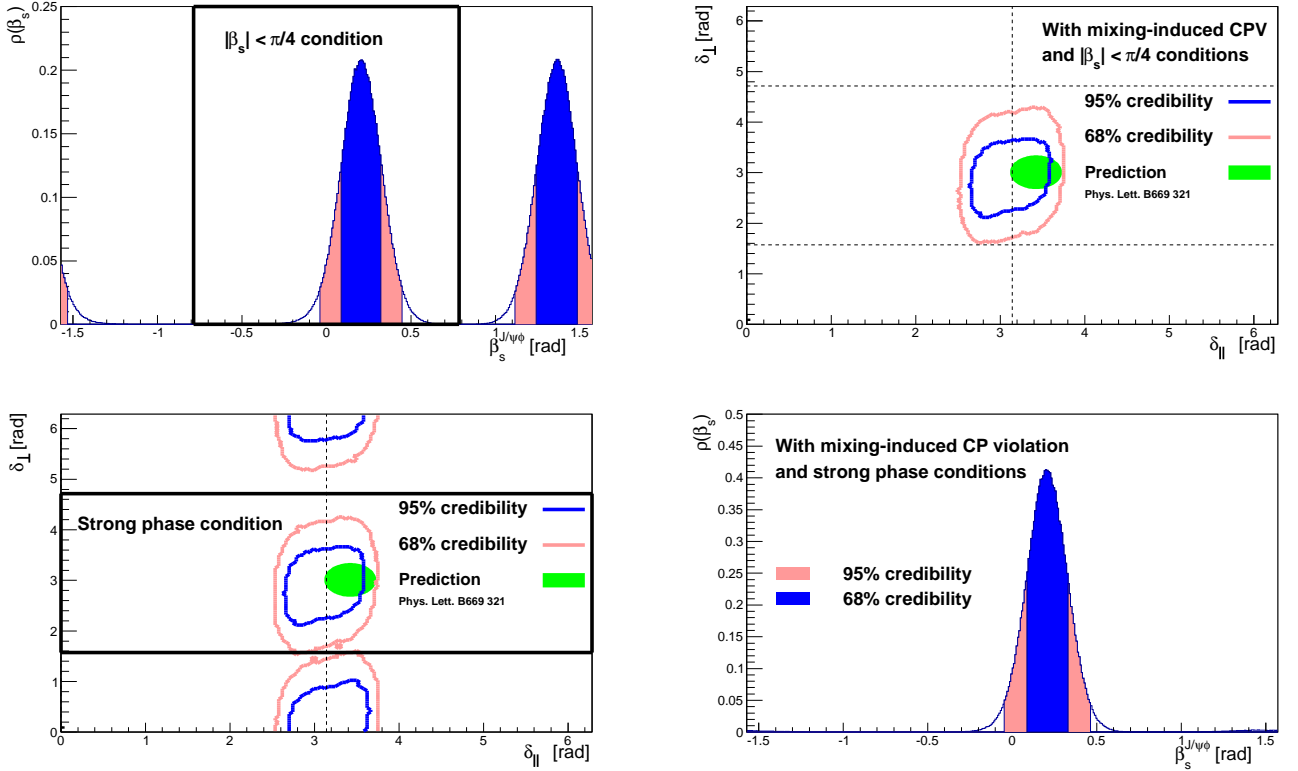 ρ(β_s)
0.25
0.2
0.15
0.1
0.05
0
|β_s| < π/4 condition
-1.5 -1 -0.5 0 0.5 1 1.5
β_s^J/ψϕ [rad]
δ⊥ [rad]
6
5
4
3
2
1
0
With mixing-induced CPV
and |β_s| < π/4 conditions
95% credibility
68% credibility
Prediction
Phys. Lett. B669 321
0 1 2 3 4 5 6
δ|| [rad]
δ⊥ [rad]
6
5
4
3
2
1
0
Strong phase condition
95% credibility
68% credibility
Prediction
Phys. Lett. B669 321
0 1 2 3 4 5 6
δ|| [rad]
ρ(β_s)
0.5
0.45
0.4
0.35
0.3
0.25
0.2
0.15
0.1
0.05
0
With mixing-induced CP violation
and strong phase conditions
95% credibility
68% credibility
-1.5 -1 -0.5 0 0.5 1 1.5
β_s^J/ψϕ [rad]